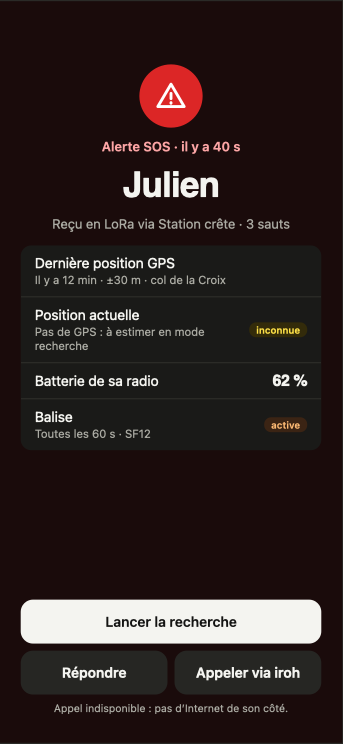 Alerte SOS · il y a 40 s
Julien
Reçu en LoRa via Station crête · 3 sauts
Dernière position GPS
Il y a 12 min · ±30 m · col de la Croix
Position actuelle
Pas de GPS : à estimer en mode
recherche
inconnue
Batterie de sa radio
62 %
Balise
Toutes les 60 s · SF12
active
Lancer la recherche
Répondre
Appeler via iroh
Appel indisponible : pas d'Internet de son côté.